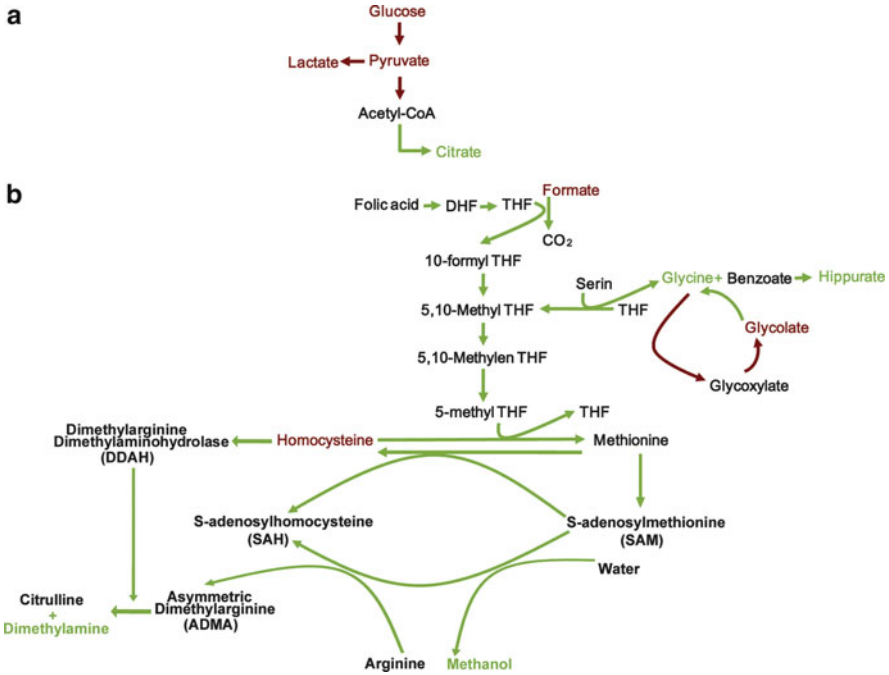 a
Glucose
Lactate
Pyruvate
Acetyl-CoA
Citrate
b
Folic acid
DHF
THF
Formate
CO₂
10-formyl THF
Serin
Glycine+
Benzoate
Hippurate
5,10-Methyl THF
THF
Glycolate
5,10-Methylen THF
Glycoxylate
5-methyl THF
THF
Dimethylarginine
Dimethylaminohydrolase
(DDAH)
Homocysteine
Methionine
S-adenosylhomocysteine
(SAH)
S-adenosylmethionine
(SAM)
Water
Citrulline
+
Dimethylamine
Asymmetric
Dimethylarginine
(ADMA)
Arginine
Methanol